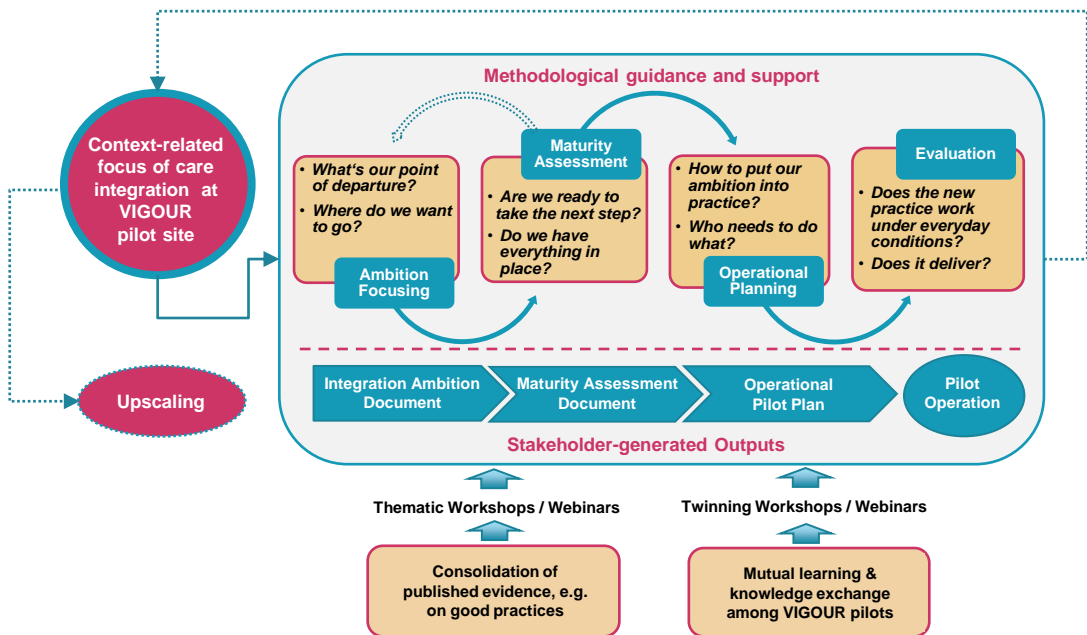 Methodological guidance and support
Context-related
focus of care
integration at
VIGOUR
pilot site
• What‘s our point
of departure?
• Where do we want
to go?
Ambition
Focusing
Maturity
Assessment
• Are we ready to
take the next step?
• Do we have
everything in
place?
• How to put our
ambition into
practice?
• Who needs to do
what?
Operational
Planning
Evaluation
• Does the new
practice work
under everyday
conditions?
• Does it deliver?
Upscaling
Integration Ambition
Document
Maturity Assessment
Document
Operational
Pilot Plan
Pilot
Operation
Stakeholder-generated Outputs
Thematic Workshops / Webinars
Twinning Workshops / Webinars
Consolidation of
published evidence, e.g.
on good practices
Mutual learning &
knowledge exchange
among VIGOUR pilots